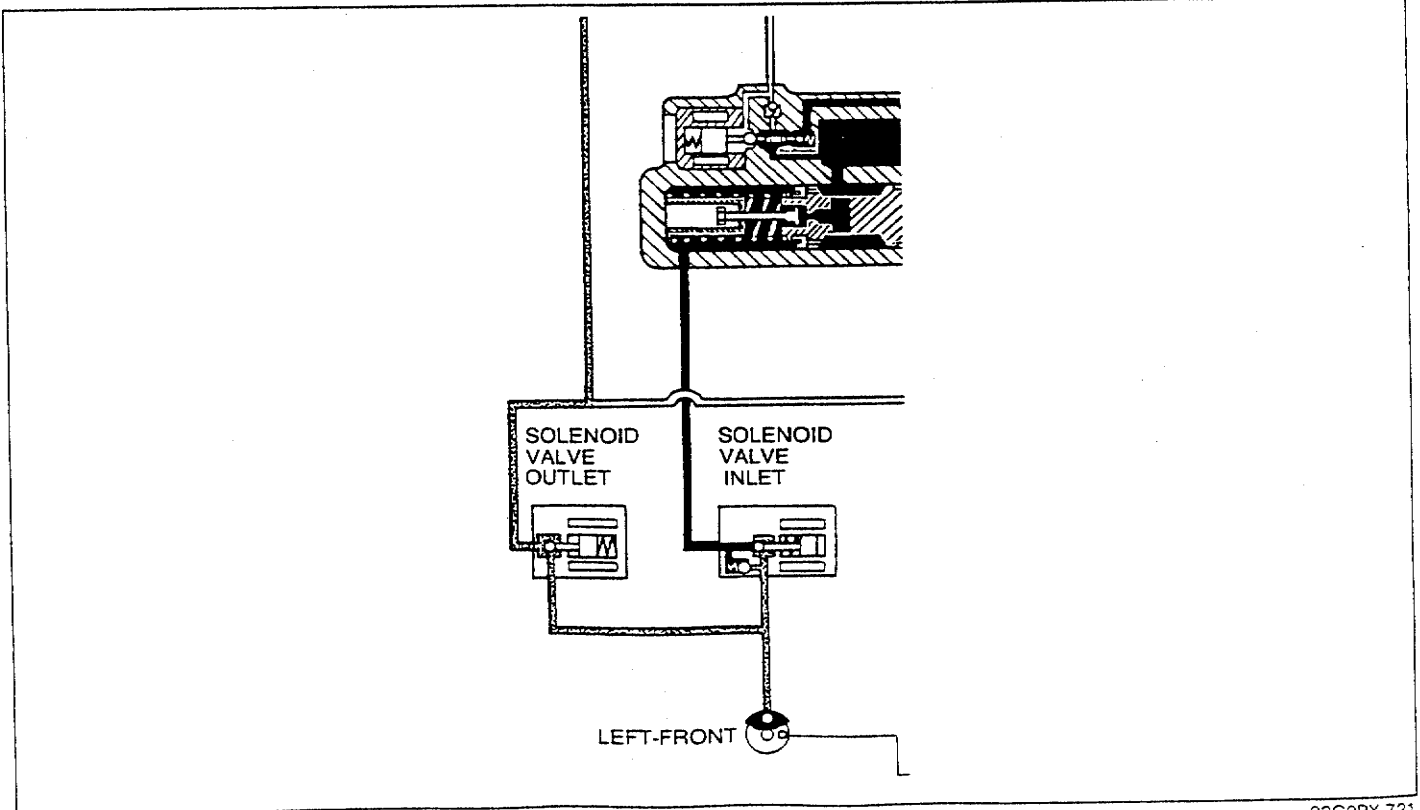 SOLENOID
VALVE
OUTLET
SOLENOID
VALVE
INLET
LEFT-FRONT